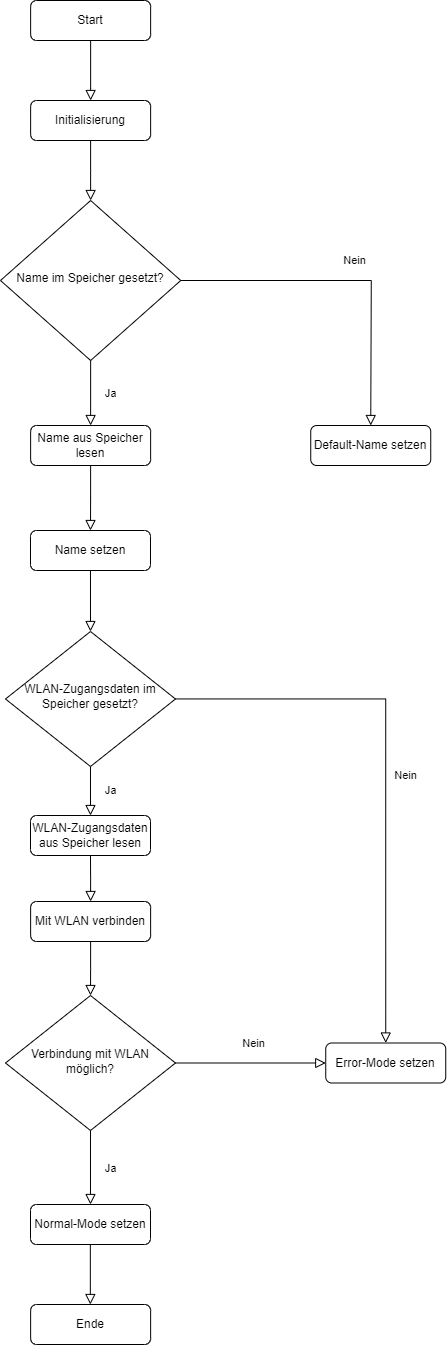 Start
Initialisierung
Name im Speicher gesetzt?
Nein
Ja
Name aus Speicher
lesen
Default-Name setzen
Name setzen
WLAN-Zugangsdaten im
Speicher gesetzt?
Nein
Ja
WLAN-Zugangsdaten
aus Speicher lesen
Mit WLAN verbinden
Verbindung mit WLAN
möglich?
Nein
Error-Mode setzen
Ja
Normal-Mode setzen
Ende